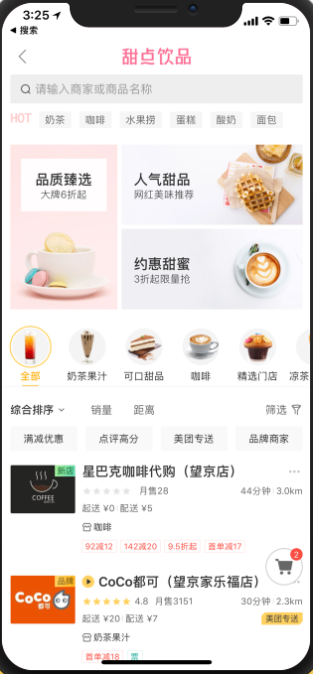 3:25
搜索
甜点饮品
请输入商家或商品名称
HOT 奶茶 咖啡 水果捞 蛋糕 酸奶 面包
品质臻选
大牌6折起
人气甜品
网红美味推荐
约惠甜蜜
3折起限量抢
全部 奶茶果汁 可口甜品 咖啡 精选门店 凉茶
综合排序 销量 距离 筛选
满减优惠 点评高分 美团专送 品牌商家
新店
COFFEE
星巴克咖啡代购（望京店）
月售28 44分钟 3.0km
起送 ¥0 配送 ¥5
咖啡
92减12 142减20 9.5折起 首单减17
2
品牌
CoCo
都可
CoCo都可（望京家乐福店）
4.8 月售3151 30分钟 2.3km
起送 ¥20 配送 ¥7 美团专送
奶茶果汁
首单减18 票